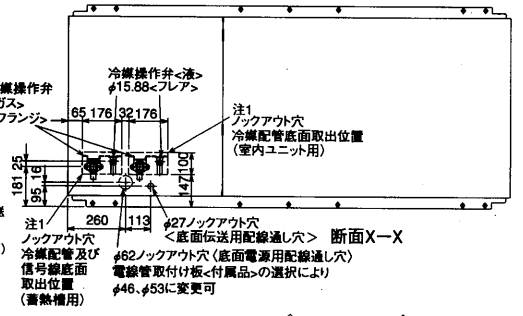 冷媒操作弁<液>
φ15.88<フレア>
媒操作弁
ガス>
フランジ>
65 176 32 176
注1
ノックアウト穴
冷媒配管底面取出位置
(室内ユニット用)
25
16
181
95
100
147
260
113
注1
ノックアウト穴
冷媒配管及び
信号線底面
取出位置
(蓄熱槽用)
φ27ノックアウト穴
<底面伝送用配線通し穴>
断面X-X
φ62ノックアウト穴(底面電源用配線通し穴)
電線管取付け板<付属品>の選択により
φ46、φ53に変更可